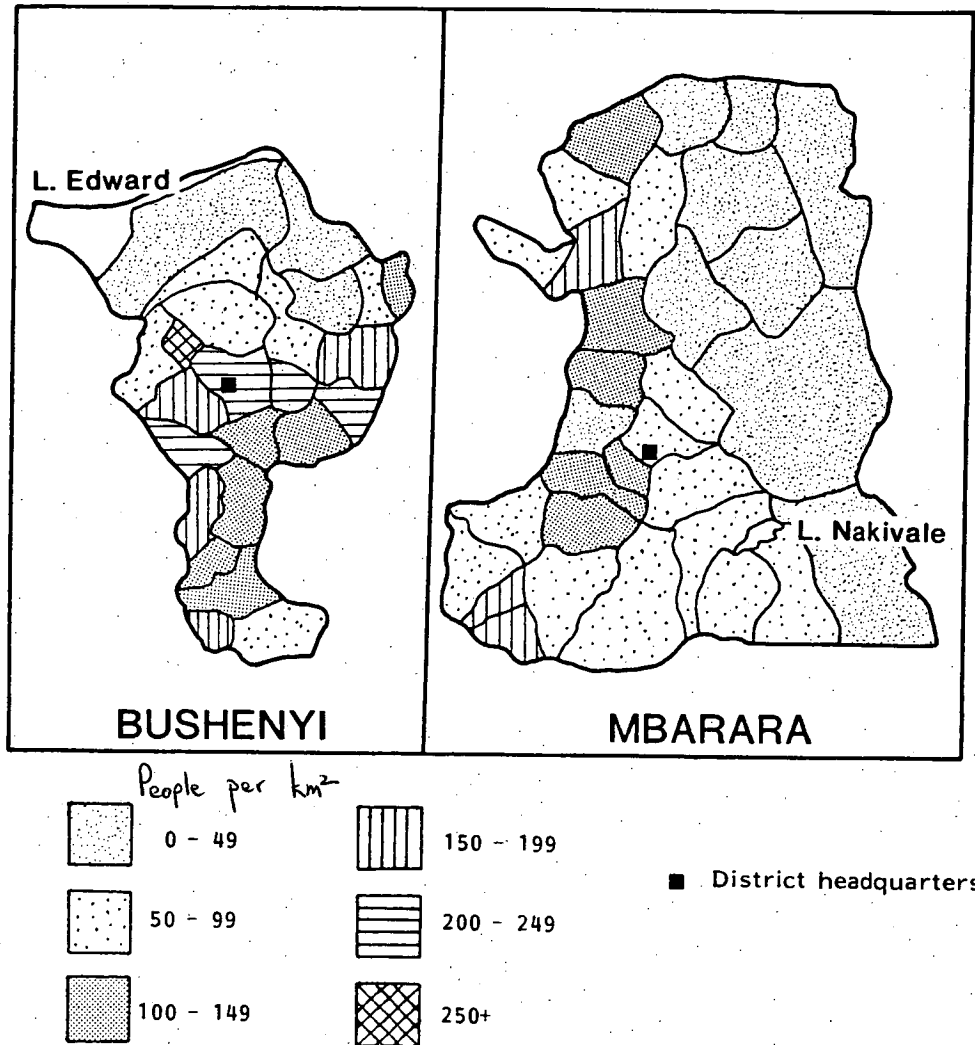 L. Edward
L. Nakivale
BUSHENYI
MBARARA
People per km²
0 - 49
50 - 99
100 - 149
150 - 199
200 - 249
250+
■ District headquarters